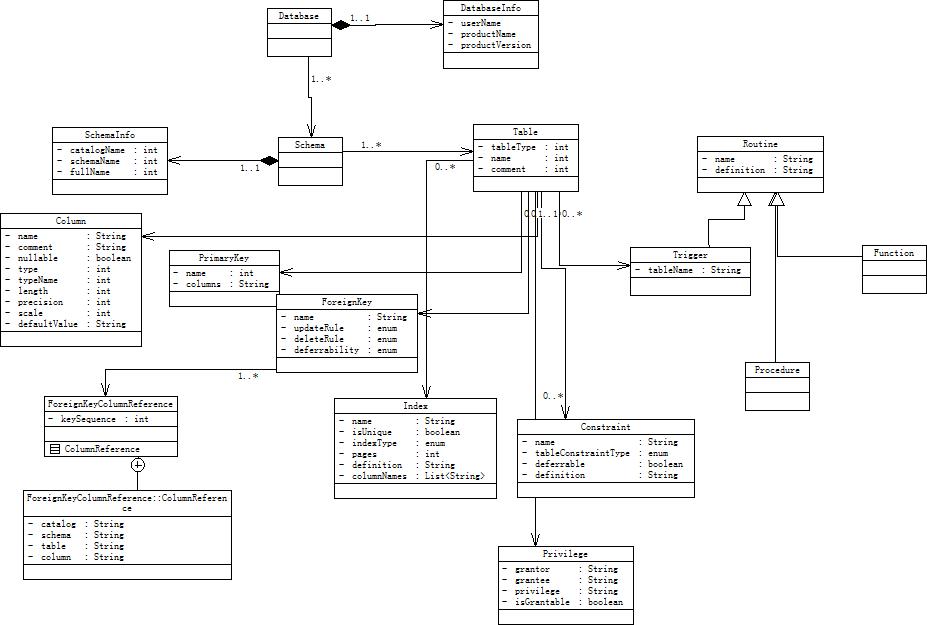 Database
1..1
DatabaseInfo
- userName
- productName
- productVersion
1..*
SchemaInfo
- catalogName : int
- schemaName : int
- fullName : int
1..1
Schema
1..*
Table
- tableType : int
- name : int
- comment : int
0..*
1..1
0..*
Routine
- name : String
- definition : String
Column
- name : String
- comment : String
- nullable : boolean
- type : int
- typeName : int
- length : int
- precision : int
- scale : int
- defaultValue : String
PrimaryKey
- name : int
- columns : String
Trigger
- tableName : String
Function
ForeignKey
- name : String
- updateRule : enum
- deleteRule : enum
- deferrability : enum
1..*
Procedure
ForeignKeyColumnReference
- keySequence : int
ColumnReference
Index
- name : String
- isUnique : boolean
- indexType : enum
- pages : int
- definition : String
- columnNames : List<String>
0..*
Constraint
- name : String
- tableConstraintType : enum
- deferrable : boolean
- definition : String
ForeignKeyColumnReference::ColumnReferen
ce
- catalog : String
- schema : String
- table : String
- column : String
Privilege
- grantor : String
- grantee : String
- privilege : String
- isGrantable : boolean